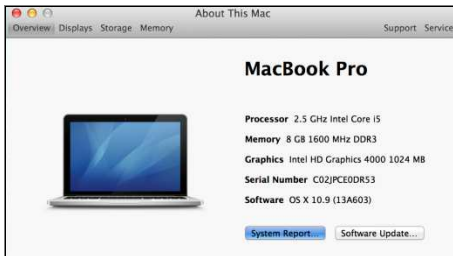 About This Mac
Overview Displays Storage Memory Support Service
MacBook Pro
Processor 2.5 GHz Intel Core i5
Memory 8 GB 1600 MHz DDR3
Graphics Intel HD Graphics 4000 1024 MB
Serial Number C02JPCE0DR53
Software OS X 10.9 (13A603)
System Report... Software Update...